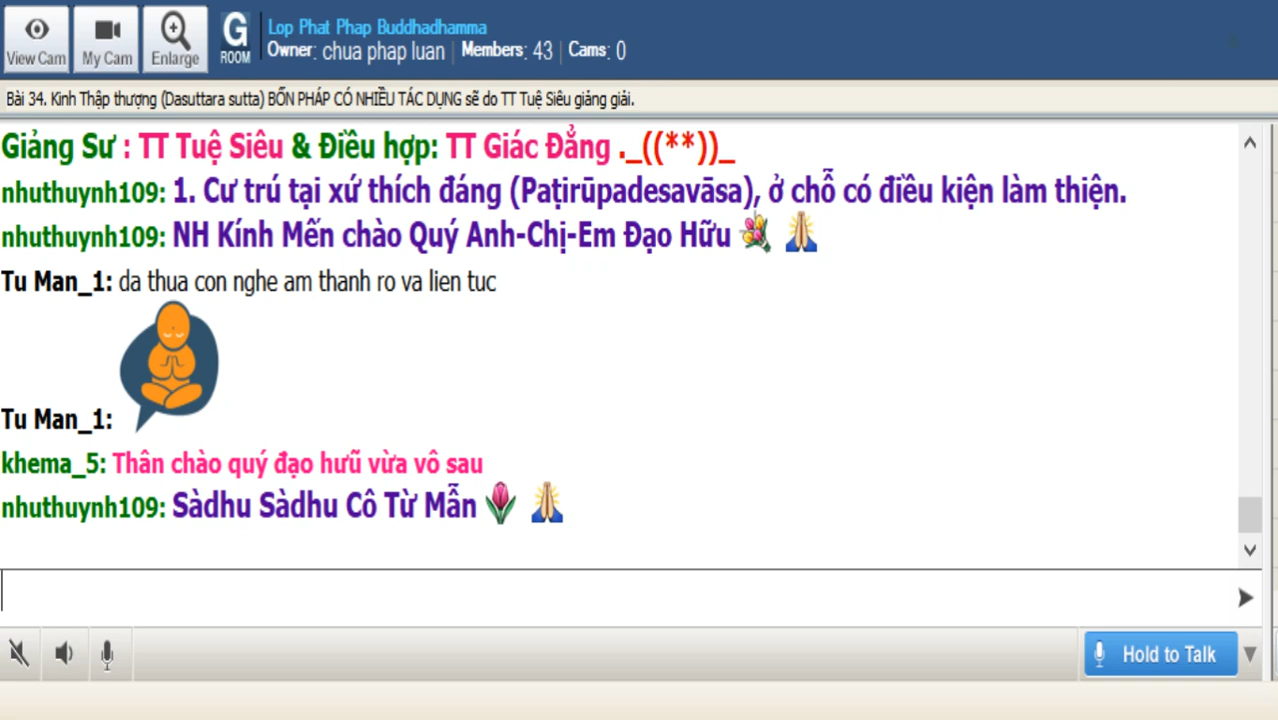 Lop Phat Phap Buddhadhamma
Owner: chua phap luan | Members: 43 | Cams: 0
View Cam
My Cam
Enlarge
G ROOM
Bài 34. Kinh Thập thượng (Dasuttara sutta) BỐN PHÁP CÓ NHIỀU TÁC DỤNG sẽ do TT Tuệ Siêu giảng giải.
Giảng Sư : TT Tuệ Siêu & Điều hợp: TT Giác Đẳng ._((**))_
nhuthuynh109: 1. Cư trú tại xứ thích đáng (Paṭirūpadesavāsa), ở chỗ có điều kiện làm thiện.
nhuthuynh109: NH Kính Mến chào Quý Anh-Chị-Em Đạo Hữu
Tu Man_1: da thua con nghe am thanh ro va lien tuc
Tu Man_1:
khema_5: Thân chào quý đạo hưũ vừa vô sau
nhuthuynh109: Sàdhu Sàdhu Cô Từ Mẫn
Hold to Talk